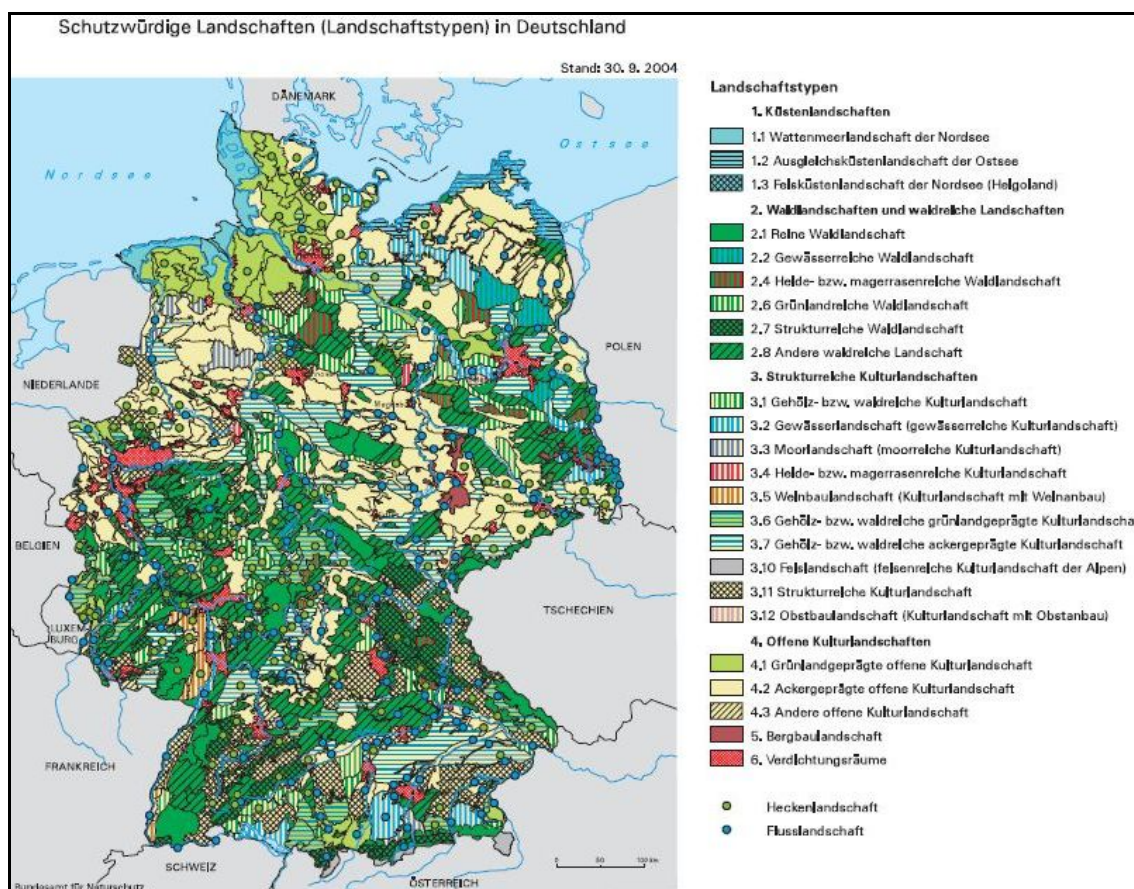 Schutzwürdige Landschaften (Landschaftstypen) in Deutschland
Stand: 30. 9. 2004
DÄNEMARK
Nordsee
Ostsee
POLEN
NIEDERLANDE
BELGIEN
LUXEM-
BURG
TSCHECHIEN
FRANKREICH
SCHWEIZ
ÖSTERREICH
0 50 100 km
Bundesamt für Naturschutz
Landschaftstypen
1. Küstenlandschaften
1.1 Wattenmeerlandschaft der Nordsee
1.2 Ausgleichsküstenlandschaft der Ostsee
1.3 Felsküstenlandschaft der Nordsee (Helgoland)
2. Waldlandschaften und waldreiche Landschaften
2.1 Reine Waldlandschaft
2.2 Gewässerreiche Waldlandschaft
2.4 Heide- bzw. magerrasenreiche Waldlandschaft
2.6 Grünlandreiche Waldlandschaft
2.7 Strukturreiche Waldlandschaft
2.8 Andere waldreiche Landschaft
3. Strukturreiche Kulturlandschaften
3.1 Gehölz- bzw. waldreiche Kulturlandschaft
3.2 Gewässerlandschaft (gewässerreiche Kulturlandschaft)
3.3 Moorlandschaft (moorreiche Kulturlandschaft)
3.4 Heide- bzw. magerrasenreiche Kulturlandschaft
3.5 Weinbaulandschaft (Kulturlandschaft mit Weinanbau)
3.6 Gehölz- bzw. waldreiche grünlandgeprägte Kulturlandscha
3.7 Gehölz- bzw. waldreiche ackergeprägte Kulturlandschaft
3.10 Felslandschaft (felsenreiche Kulturlandschaft der Alpen)
3.11 Strukturreiche Kulturlandschaft
3.12 Obstbaulandschaft (Kulturlandschaft mit Obstanbau)
4. Offene Kulturlandschaften
4.1 Grünlandgeprägte offene Kulturlandschaft
4.2 Ackergeprägte offene Kulturlandschaft
4.3 Andere offene Kulturlandschaft
5. Bergbaulandschaft
6. Verdichtungsräume
Heckenlandschaft
Flusslandschaft